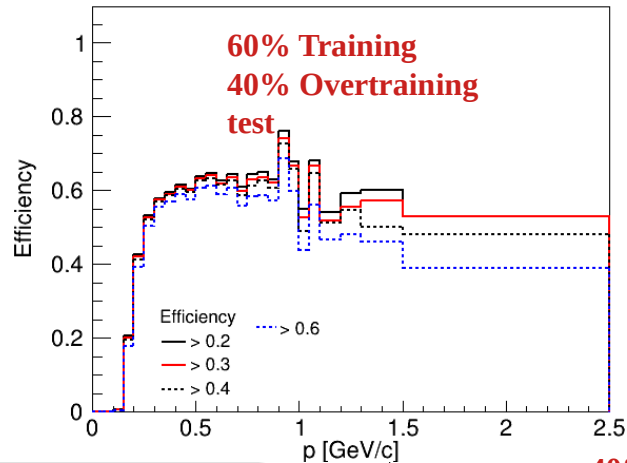 60% Training
40% Overtraining
test
Efficiency
1
0.8
0.6
0.4
0.2
0
Efficiency
> 0.2
> 0.3
> 0.4
> 0.6
0 0.5 1 1.5 2 2.5
p [GeV/c]